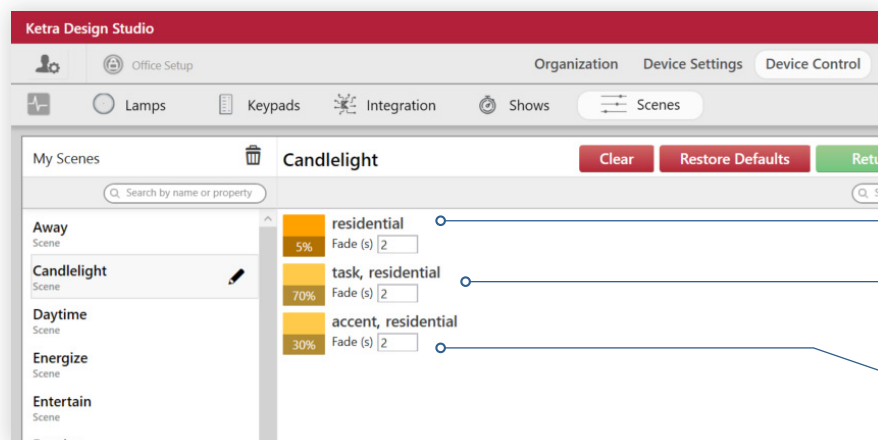 Ketra Design Studio
Office Setup
Organization Device Settings Device Control
Lamps Keypads Integration Shows Scenes
My Scenes
Candlelight
Clear Restore Defaults
Search by name or property
Away
Scene
Candlelight
Scene
Daytime
Scene
Energize
Scene
Entertain
Scene
residential
5% Fade (s) 2
task, residential
70% Fade (s) 2
accent, residential
30% Fade (s) 2